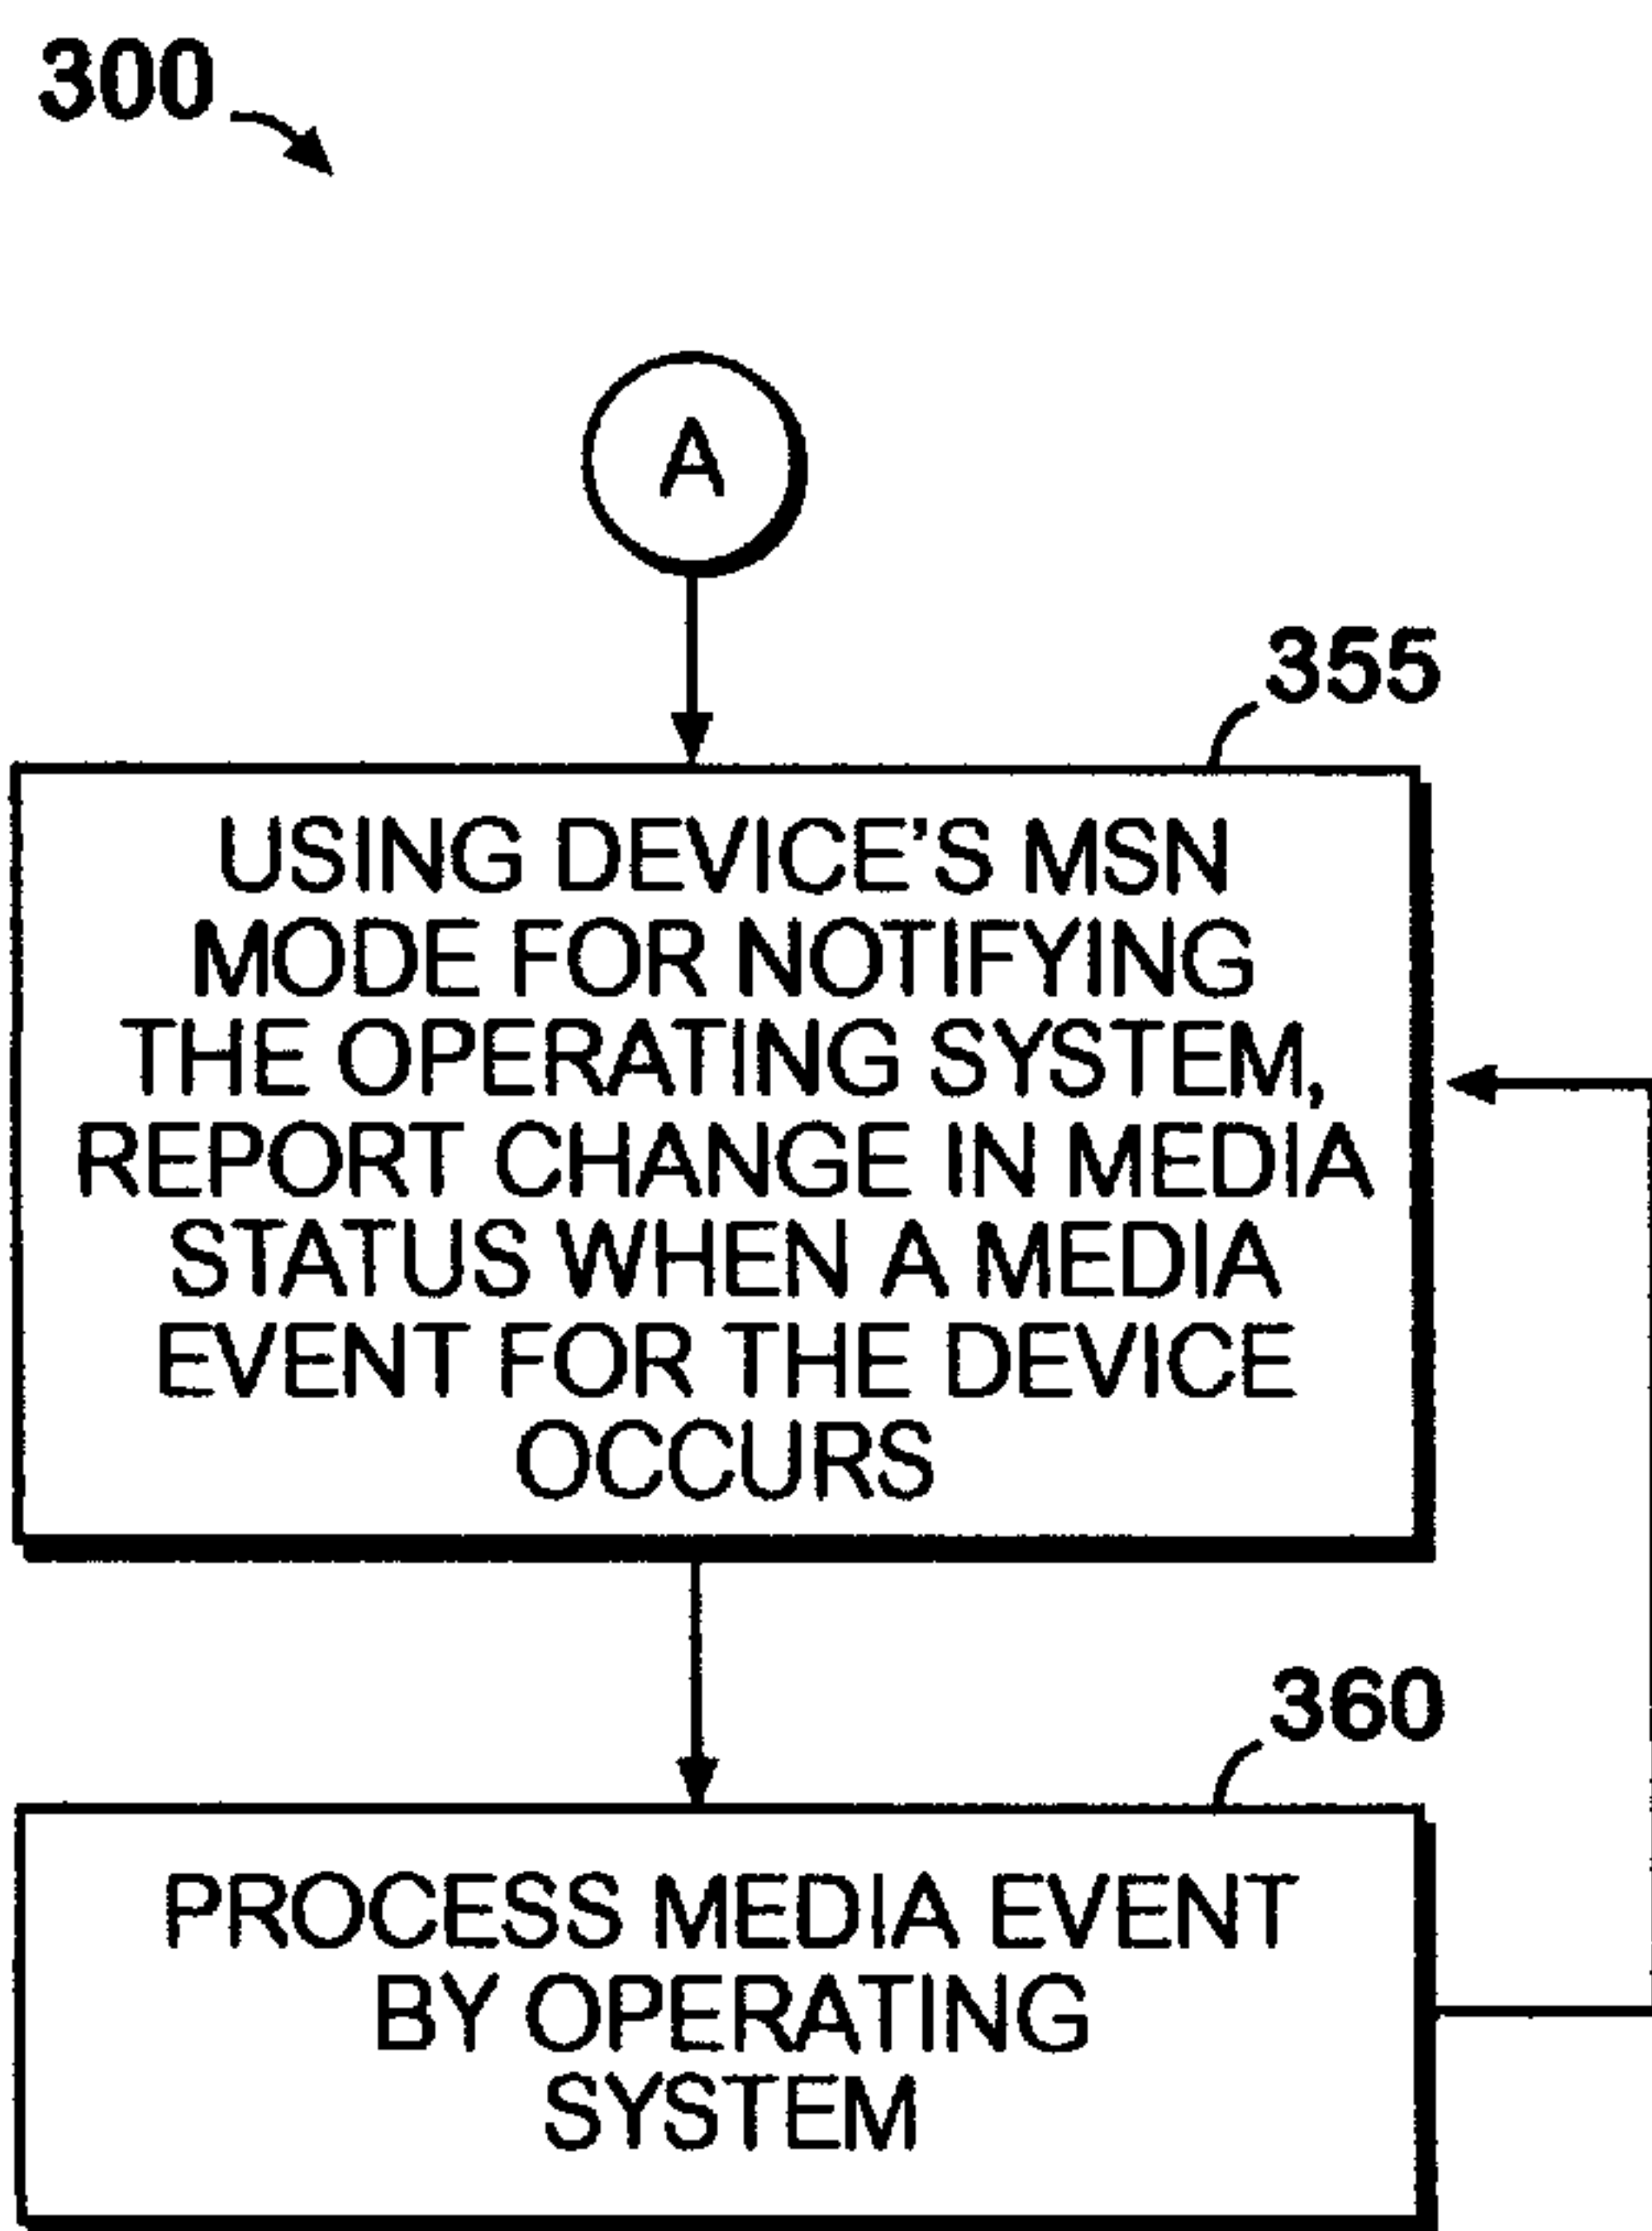 300
A
355
USING DEVICE'S MSN
MODE FOR NOTIFYING
THE OPERATING SYSTEM,
REPORT CHANGE IN MEDIA
STATUS WHEN A MEDIA
EVENT FOR THE DEVICE
OCCURS
360
PROCESS MEDIA EVENT
BY OPERATING
SYSTEM